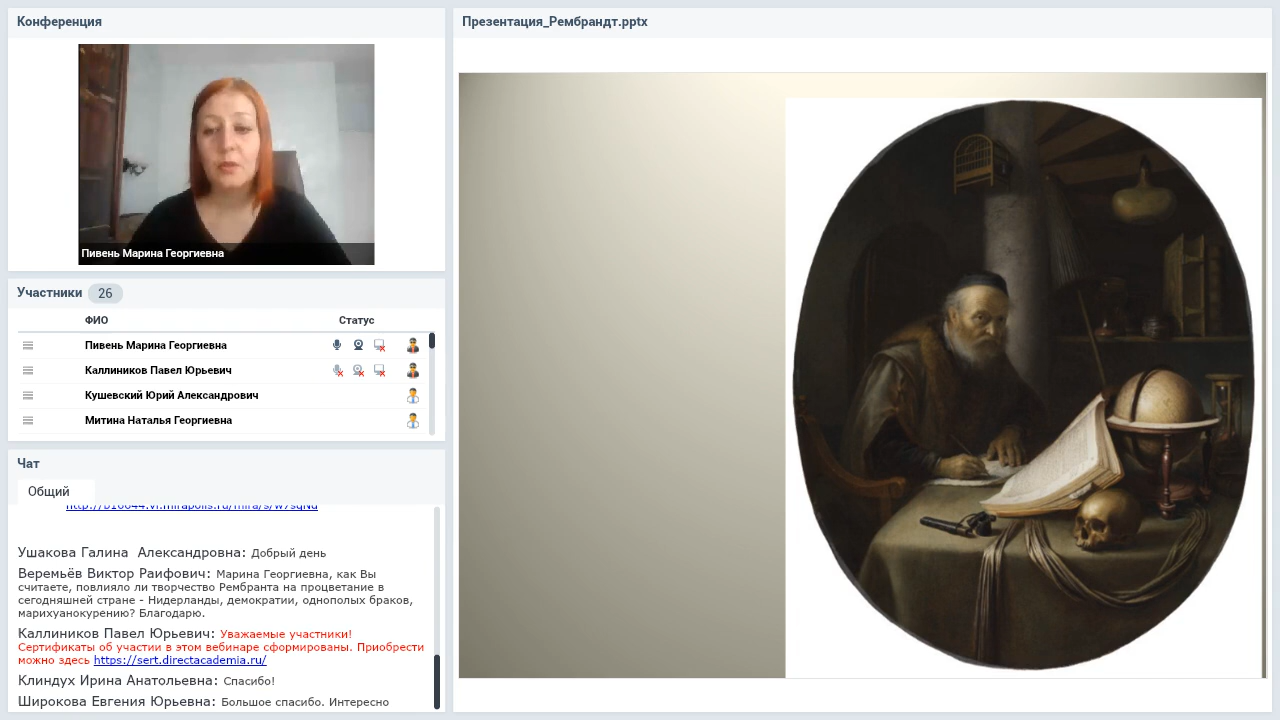 Конференция
Пивень Марина Георгиевна
Участники 26
ФИО Статус
Пивень Марина Георгиевна
Каллиников Павел Юрьевич
Кушевский Юрий Александрович
Митина Наталья Георгиевна
Чат
Общий
Ушакова Галина Александровна: Добрый день
Веремьёв Виктор Раифович: Марина Георгиевна, как Вы
считаете, повлияло ли творчество Рембранта на процветание в
сегодняшней стране - Нидерланды, демократии, однополых браков,
марихуанокурению? Благодарю.
Каллиников Павел Юрьевич: Уважаемые участники!
Сертификаты об участии в этом вебинаре сформированы. Приобрести
можно здесь https://sert.directacademia.ru/
Клиндух Ирина Анатольевна: Спасибо!
Широкова Евгения Юрьевна: Большое спасибо. Интересно
Презентация_Рембрандт.pptx